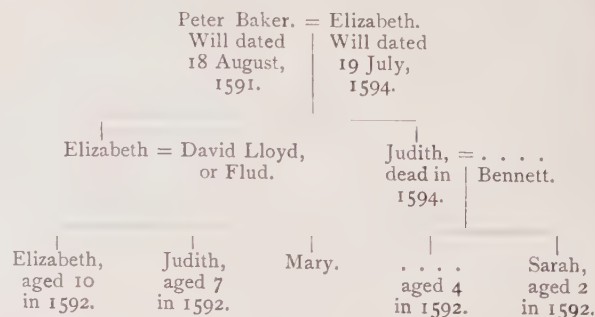 Peter Baker. = Elizabeth.
Will dated Will dated
18 August, 19 July,
1591. 1594.
Elizabeth = David Lloyd,
or Flud.
Judith, = . . . .
dead in Bennett.
1594.
Elizabeth,
aged 10
in 1592.
Judith,
aged 7
in 1592.
Mary.
. . . .
aged 4
in 1592.
Sarah,
aged 2
in 1592.